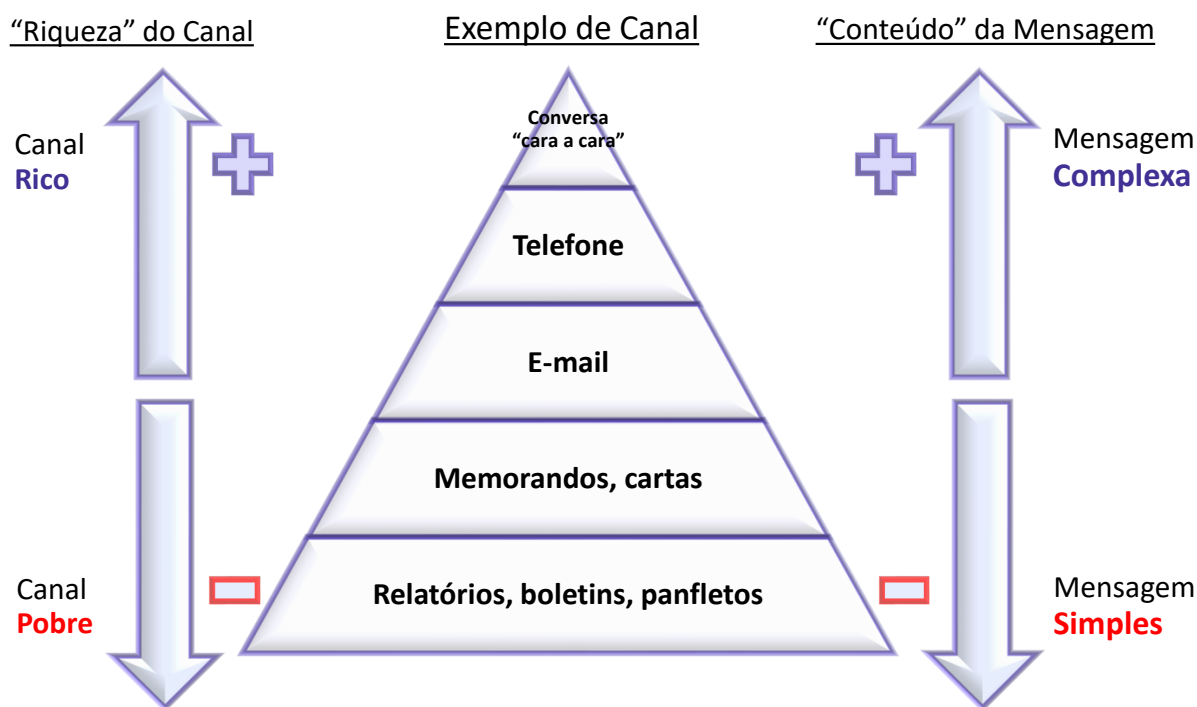 “Riqueza” do Canal
Exemplo de Canal
“Conteúdo” da Mensagem
Canal
Rico
Conversa
“cara a cara”
Mensagem
Complexa
Telefone
E-mail
Memorandos, cartas
Canal
Pobre
Relatórios, boletins, panfletos
Mensagem
Simples